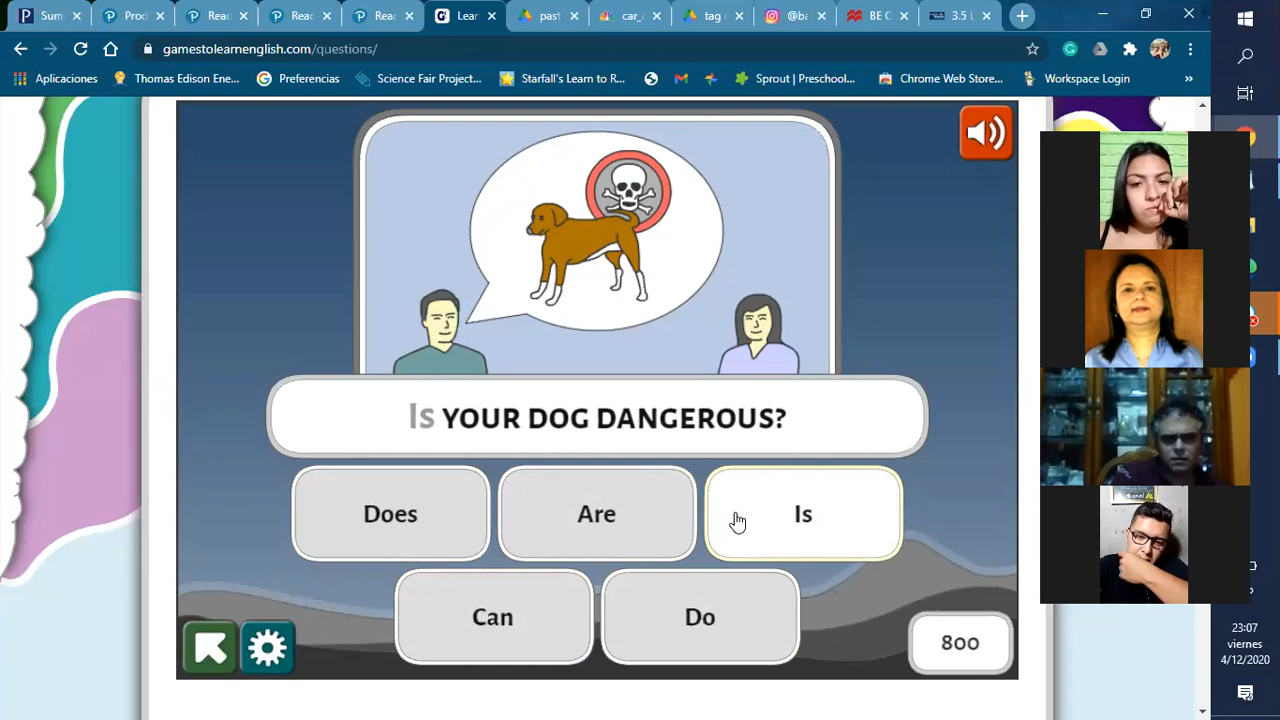 Sum
Prod
Read
Rea
Rea
Lear
past
car_
tag
@ba
BE C
3.5 L
gamestolearnenglish.com/questions/
Aplicaciones
Thomas Edison Ene...
Preferencias
Science Fair Project...
Starfall's Learn to R...
Sprout | Preschool...
Chrome Web Store...
Workspace Login
»
Is YOUR DOG DANGEROUS?
Does
Are
Is
Can
Do
800
23:07
viernes
4/12/2020